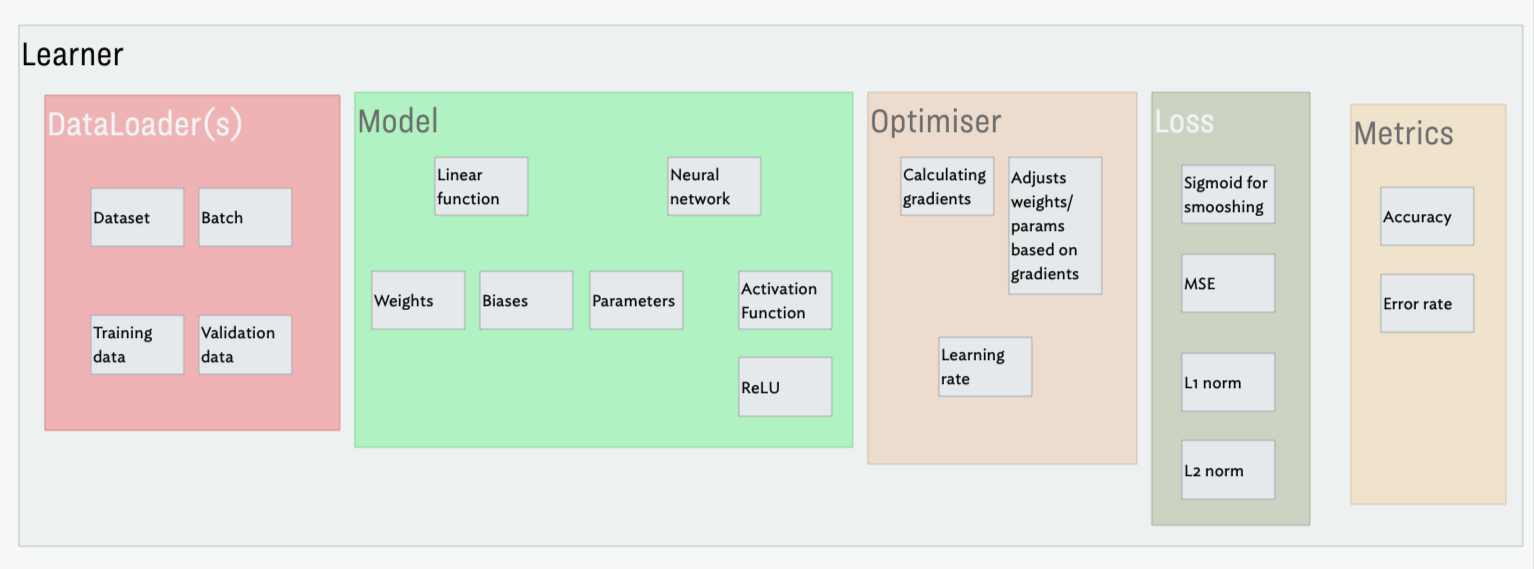 Learner
DataLoader(s)
Dataset
Batch
Training
data
Validation
data
Model
Linear
function
Neural
network
Weights
Biases
Parameters
Activation
Function
ReLU
Optimiser
Calculating
gradients
Adjusts
weights/
params
based on
gradients
Learning
rate
Loss
Sigmoid for
smooshing
MSE
L1 norm
L2 norm
Metrics
Accuracy
Error rate